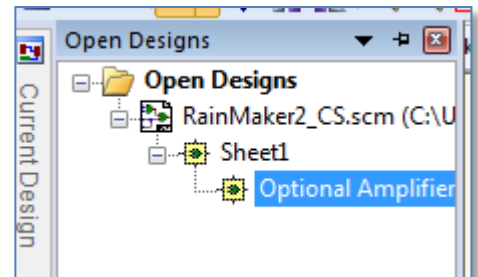 Open Designs
Current Design
Open Designs
RainMaker2_CS.scm (C:\U
Sheet1
Optional Amplifier